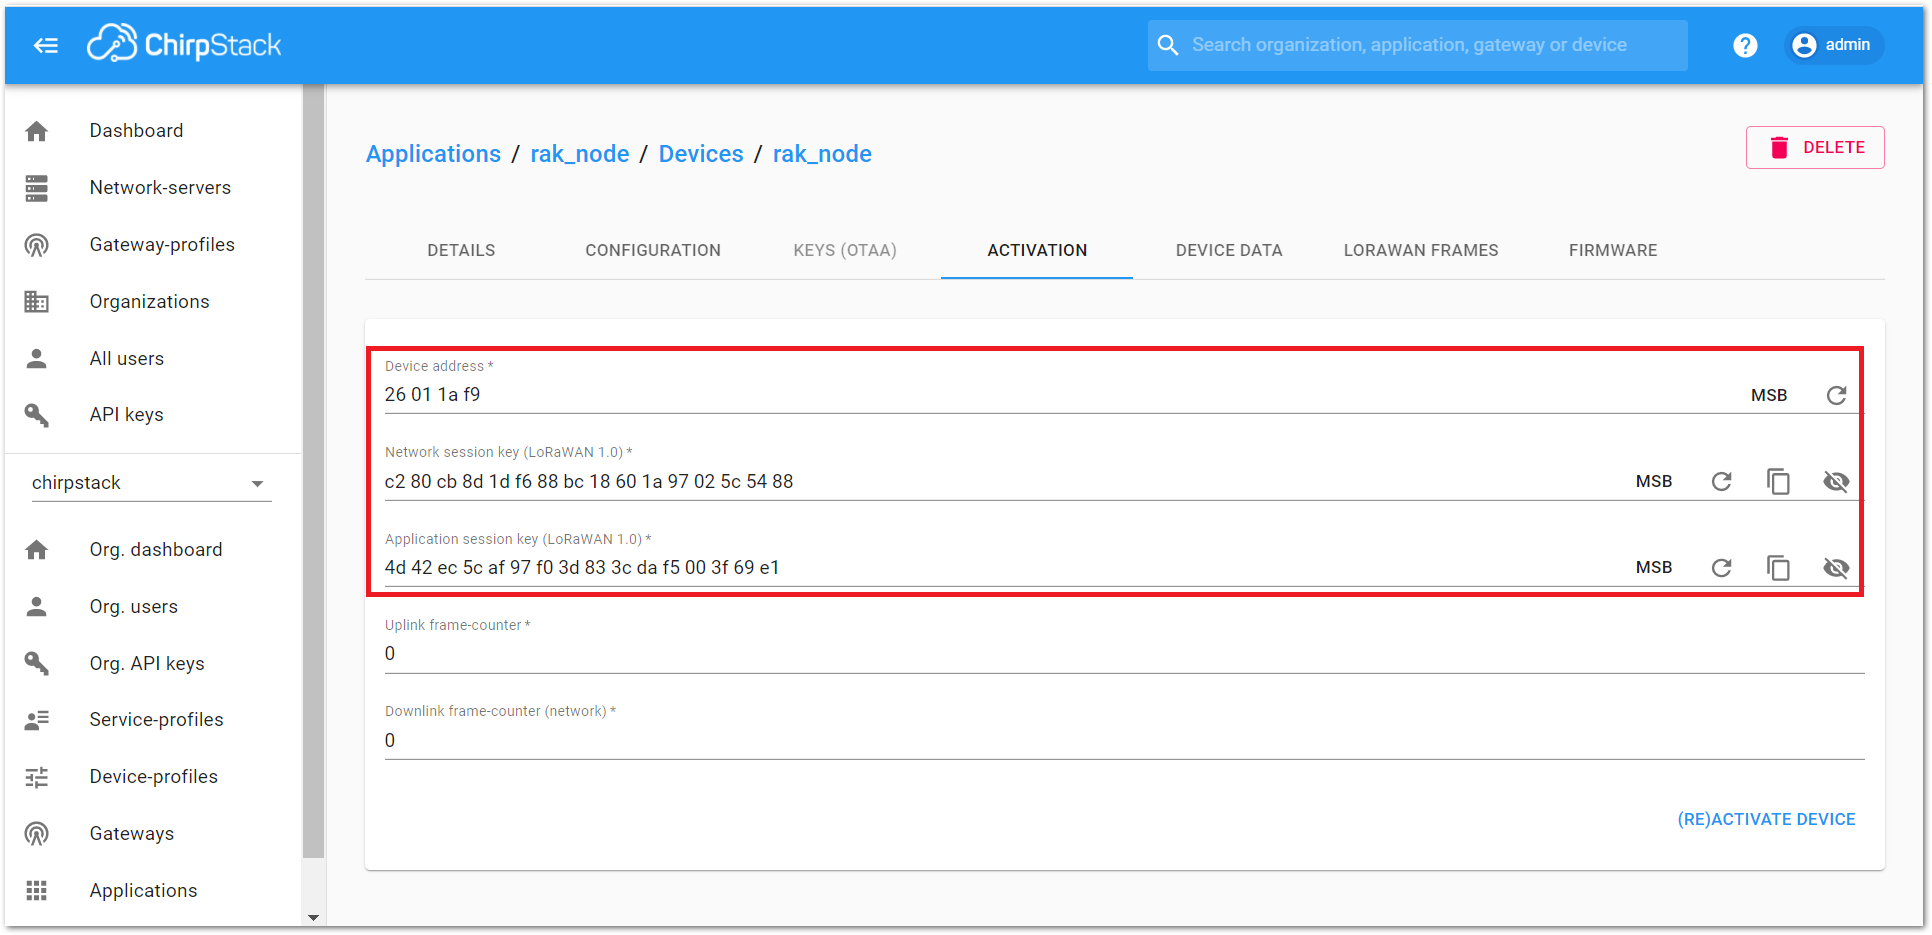 ChirpStack
Search organization, application, gateway or device
?
admin
Dashboard
Network-servers
Gateway-profiles
Organizations
All users
API keys
chirpstack
Org. dashboard
Org. users
Org. API keys
Service-profiles
Device-profiles
Gateways
Applications
Applications / rak_node / Devices / rak_node
DELETE
DETAILS CONFIGURATION KEYS (OTAA) ACTIVATION DEVICE DATA LORAWAN FRAMES FIRMWARE
Device address *
26 01 1a f9 MSB
Network session key (LoRaWAN 1.0) *
c2 80 cb 8d 1d f6 88 bc 18 60 1a 97 02 5c 54 88 MSB
Application session key (LoRaWAN 1.0) *
4d 42 ec 5c af 97 f0 3d 83 3c da f5 00 3f 69 e1 MSB
Uplink frame-counter *
0
Downlink frame-counter (network) *
0
(RE)ACTIVATE DEVICE